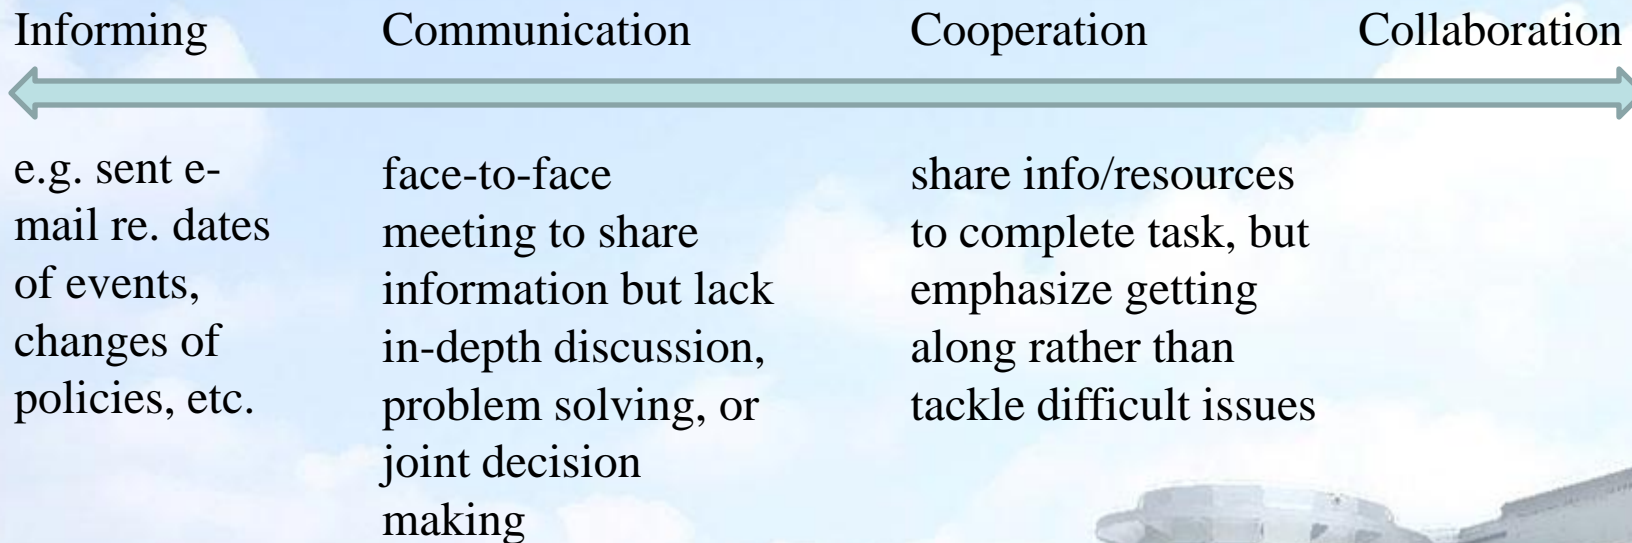 Informing Communication Cooperation Collaboration
e.g. sent e-
mail re. dates
of events,
changes of
policies, etc.
face-to-face
meeting to share
information but lack
in-depth discussion,
problem solving, or
joint decision
making
share info/resources
to complete task, but
emphasize getting
along rather than
tackle difficult issues